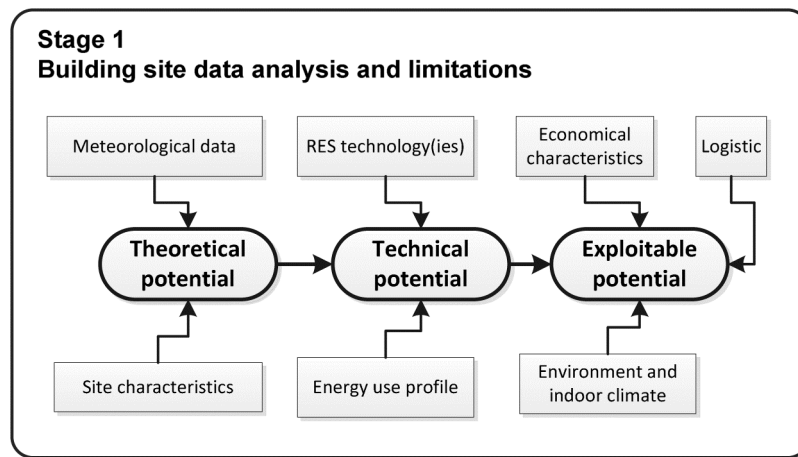 Stage 1
Building site data analysis and limitations
Meteorological data
RES technology(ies)
Economical
characteristics
Logistic
Theoretical
potential
Technical
potential
Exploitable
potential
Site characteristics
Energy use profile
Environment and
indoor climate